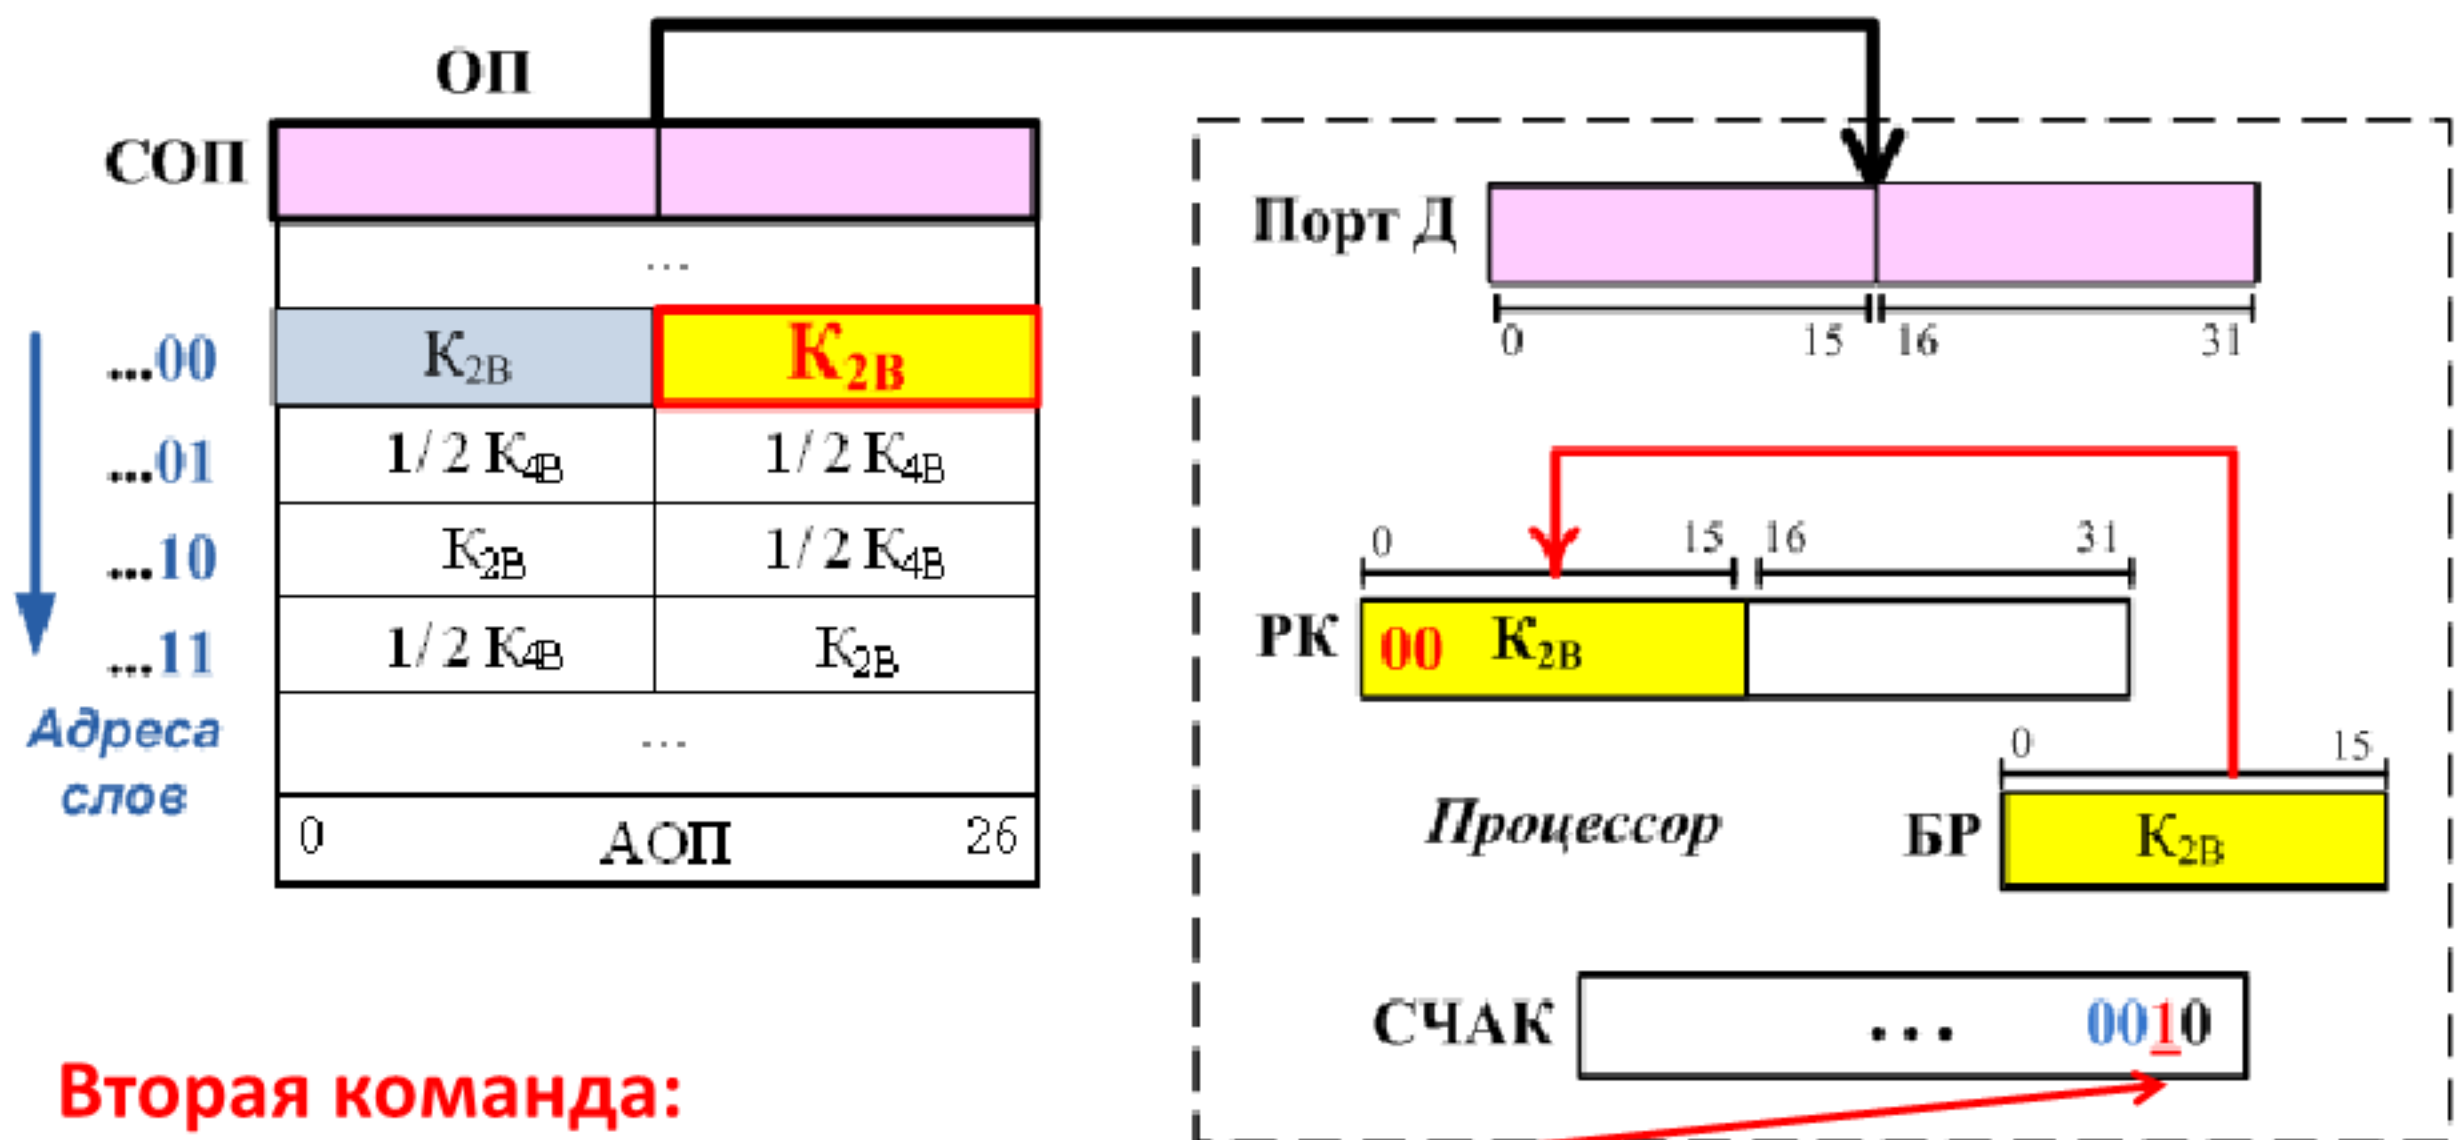 ОП
СОП
...
...00 К2В К2В
...01 1/2 К4В 1/2 К4В
...10 К2В 1/2 К4В
...11 1/2 К4В К2В
Адреса
слов
...
0 АОП 26
Порт Д
0 15 16 31
0 15 16 31
РК 00 К2В
0 15
Процессор
БР К2В
СЧАК ... 0010
Вторая команда: